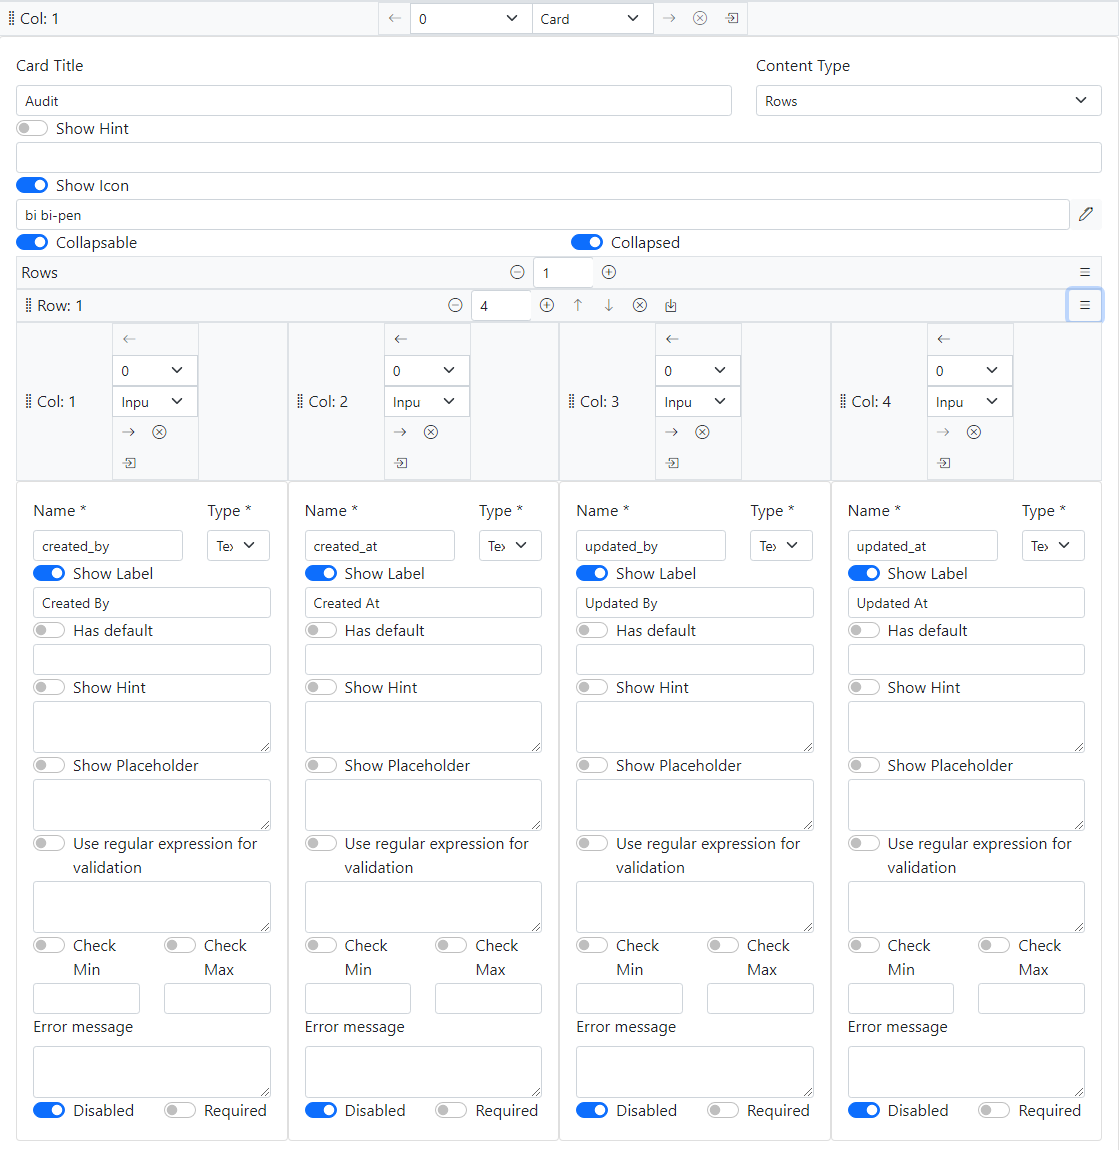 Col: 1 0 Card
Card Title Content Type
Audit Rows
Show Hint
Show Icon
bi bi-pen
Collapsable Collapsed
Rows 1
Row: 1 4
0 0 0 0
Col: 1 Inpu Col: 2 Inpu Col: 3 Inpu Col: 4 Inpu
Name * Type * Name * Type * Name * Type * Name * Type *
created_by Te created_at Te updated_by Te updated_at Te
Show Label Show Label Show Label Show Label
Created By Created At Updated By Updated At
Has default Has default Has default Has default
Show Hint Show Hint Show Hint Show Hint
Show Placeholder Show Placeholder Show Placeholder Show Placeholder
Use regular expression for Use regular expression for Use regular expression for Use regular expression for
validation validation validation validation
Check Check Check Check Check Check Check Check
Min Max Min Max Min Max Min Max
Error message Error message Error message Error message
Disabled Required Disabled Required Disabled Required Disabled Required